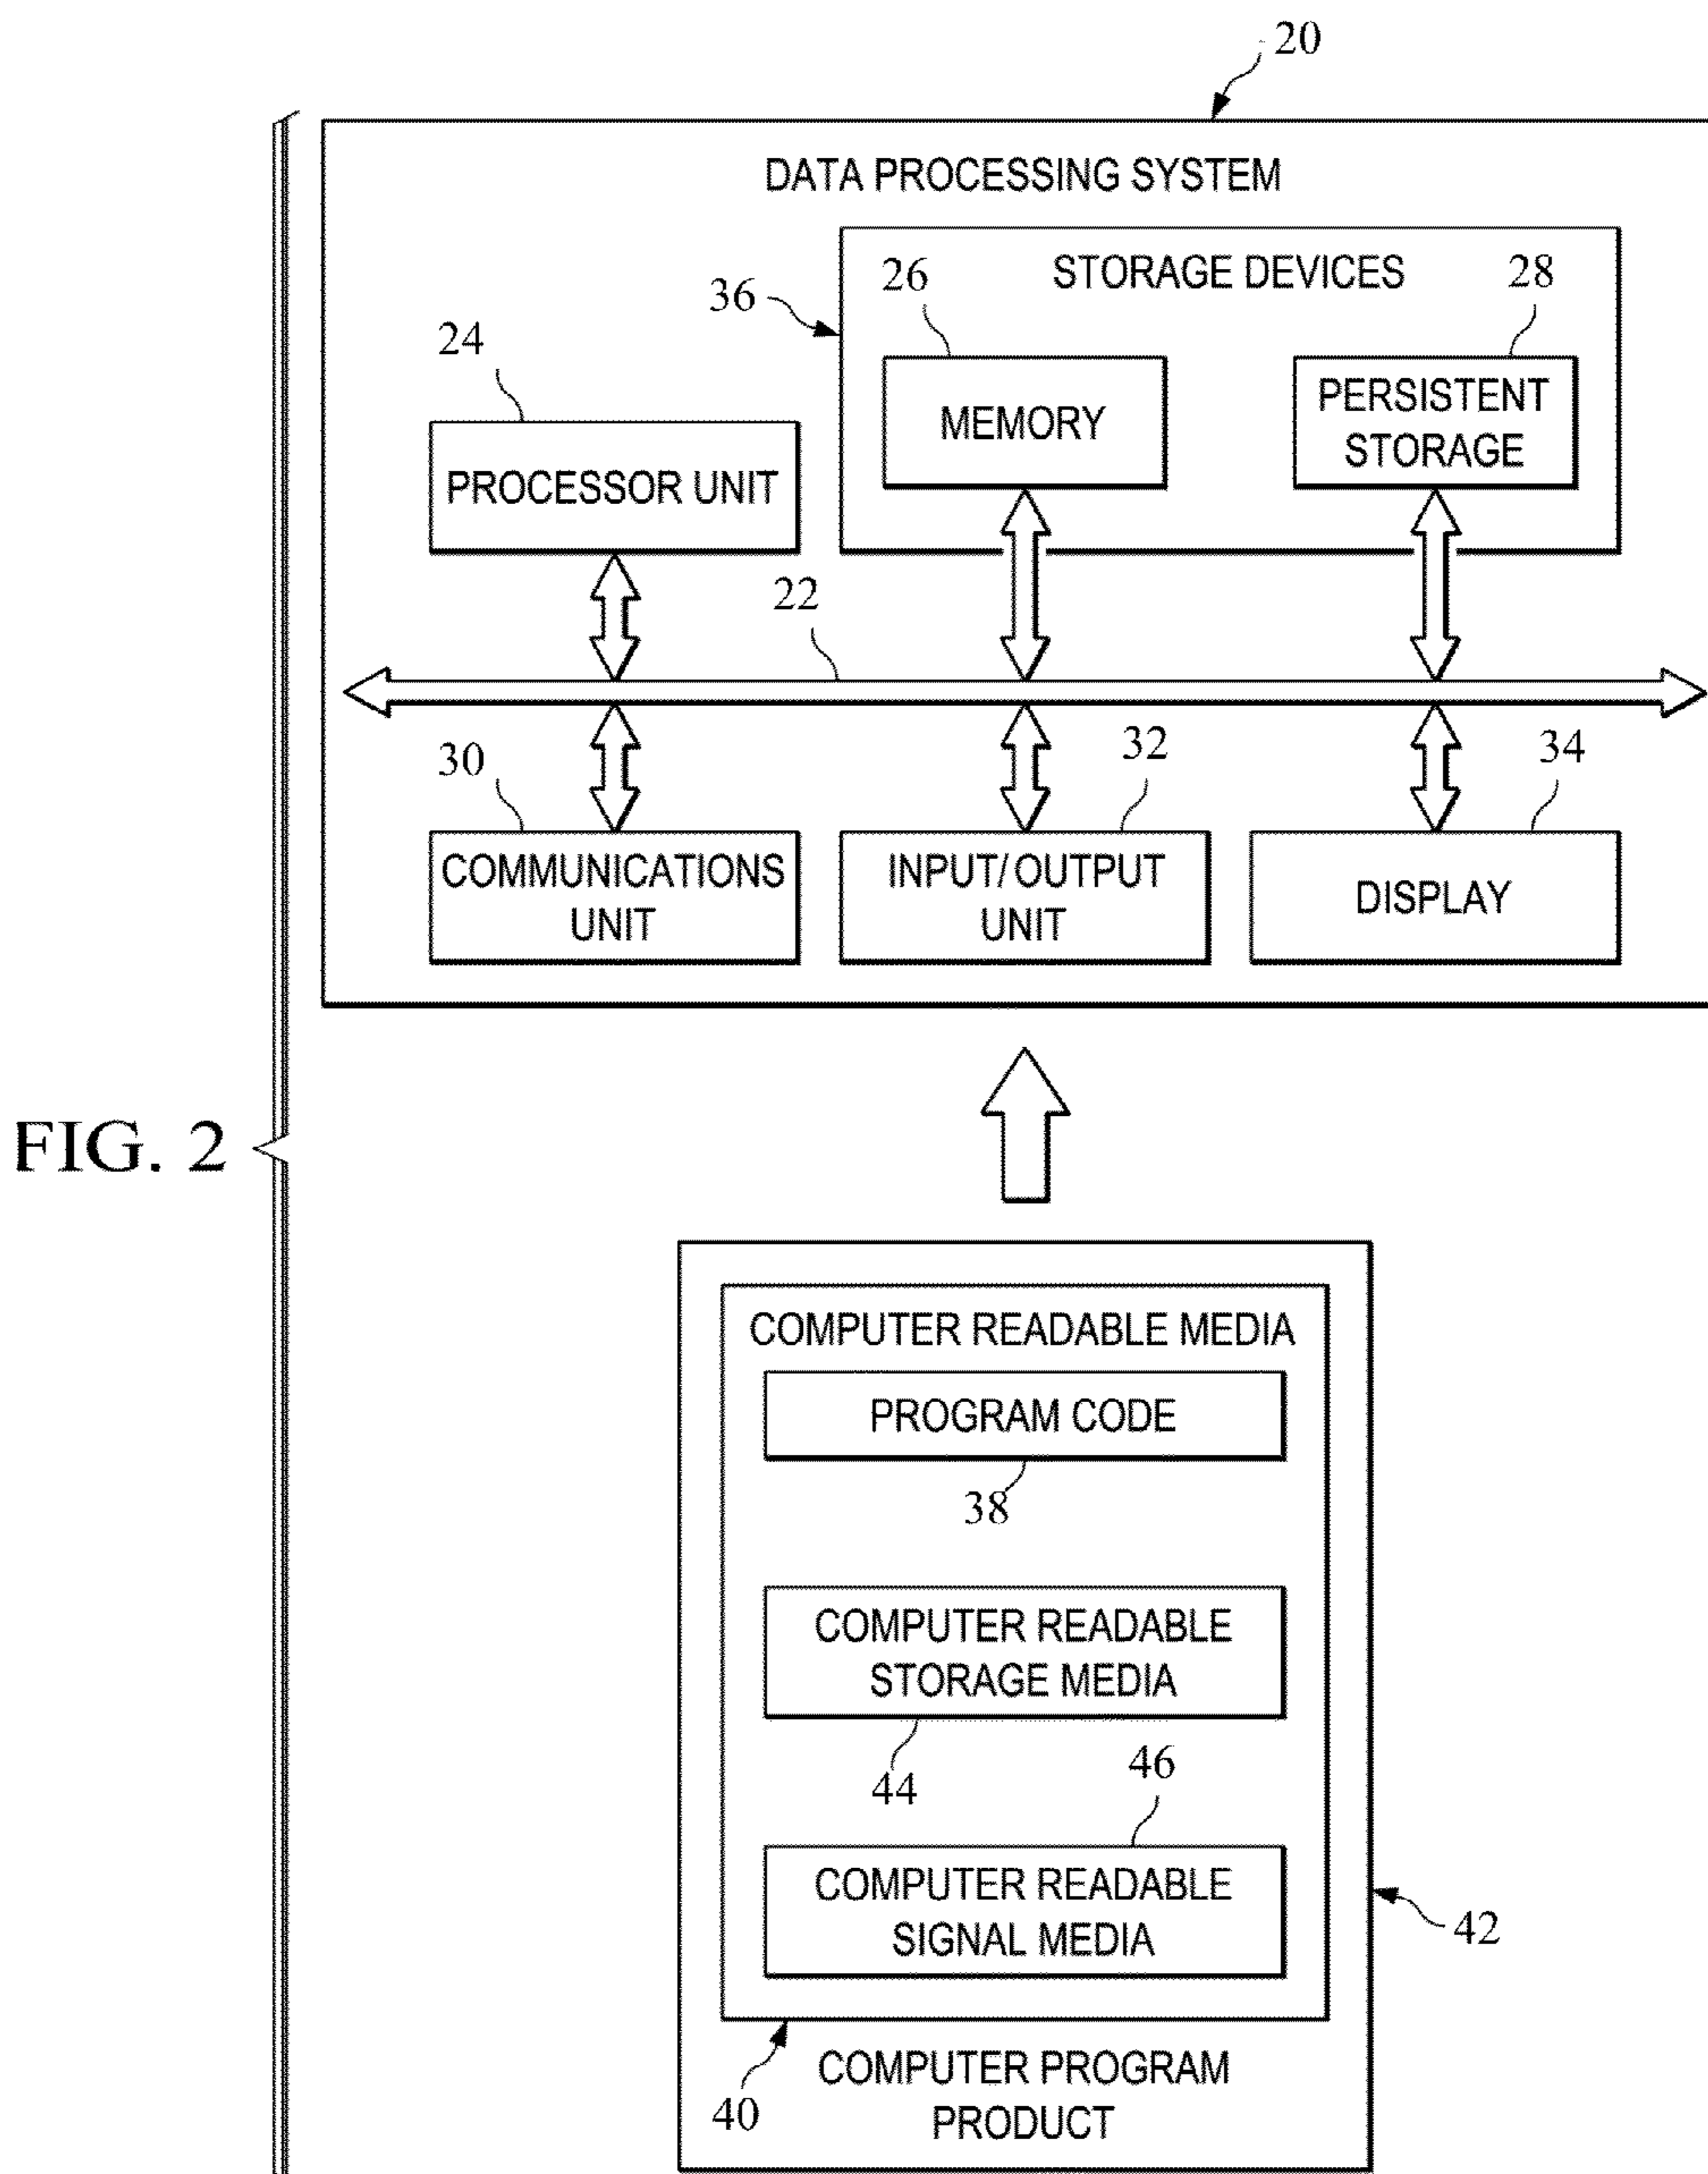 20
DATA PROCESSING SYSTEM
STORAGE DEVICES
36
26
28
24
MEMORY
PERSISTENT
STORAGE
PROCESSOR UNIT
22
30
32
34
COMMUNICATIONS
UNIT
INPUT/OUTPUT
UNIT
DISPLAY
FIG. 2
COMPUTER READABLE MEDIA
PROGRAM CODE
38
COMPUTER READABLE
STORAGE MEDIA
44
46
COMPUTER READABLE
SIGNAL MEDIA
42
40
COMPUTER PROGRAM
PRODUCT